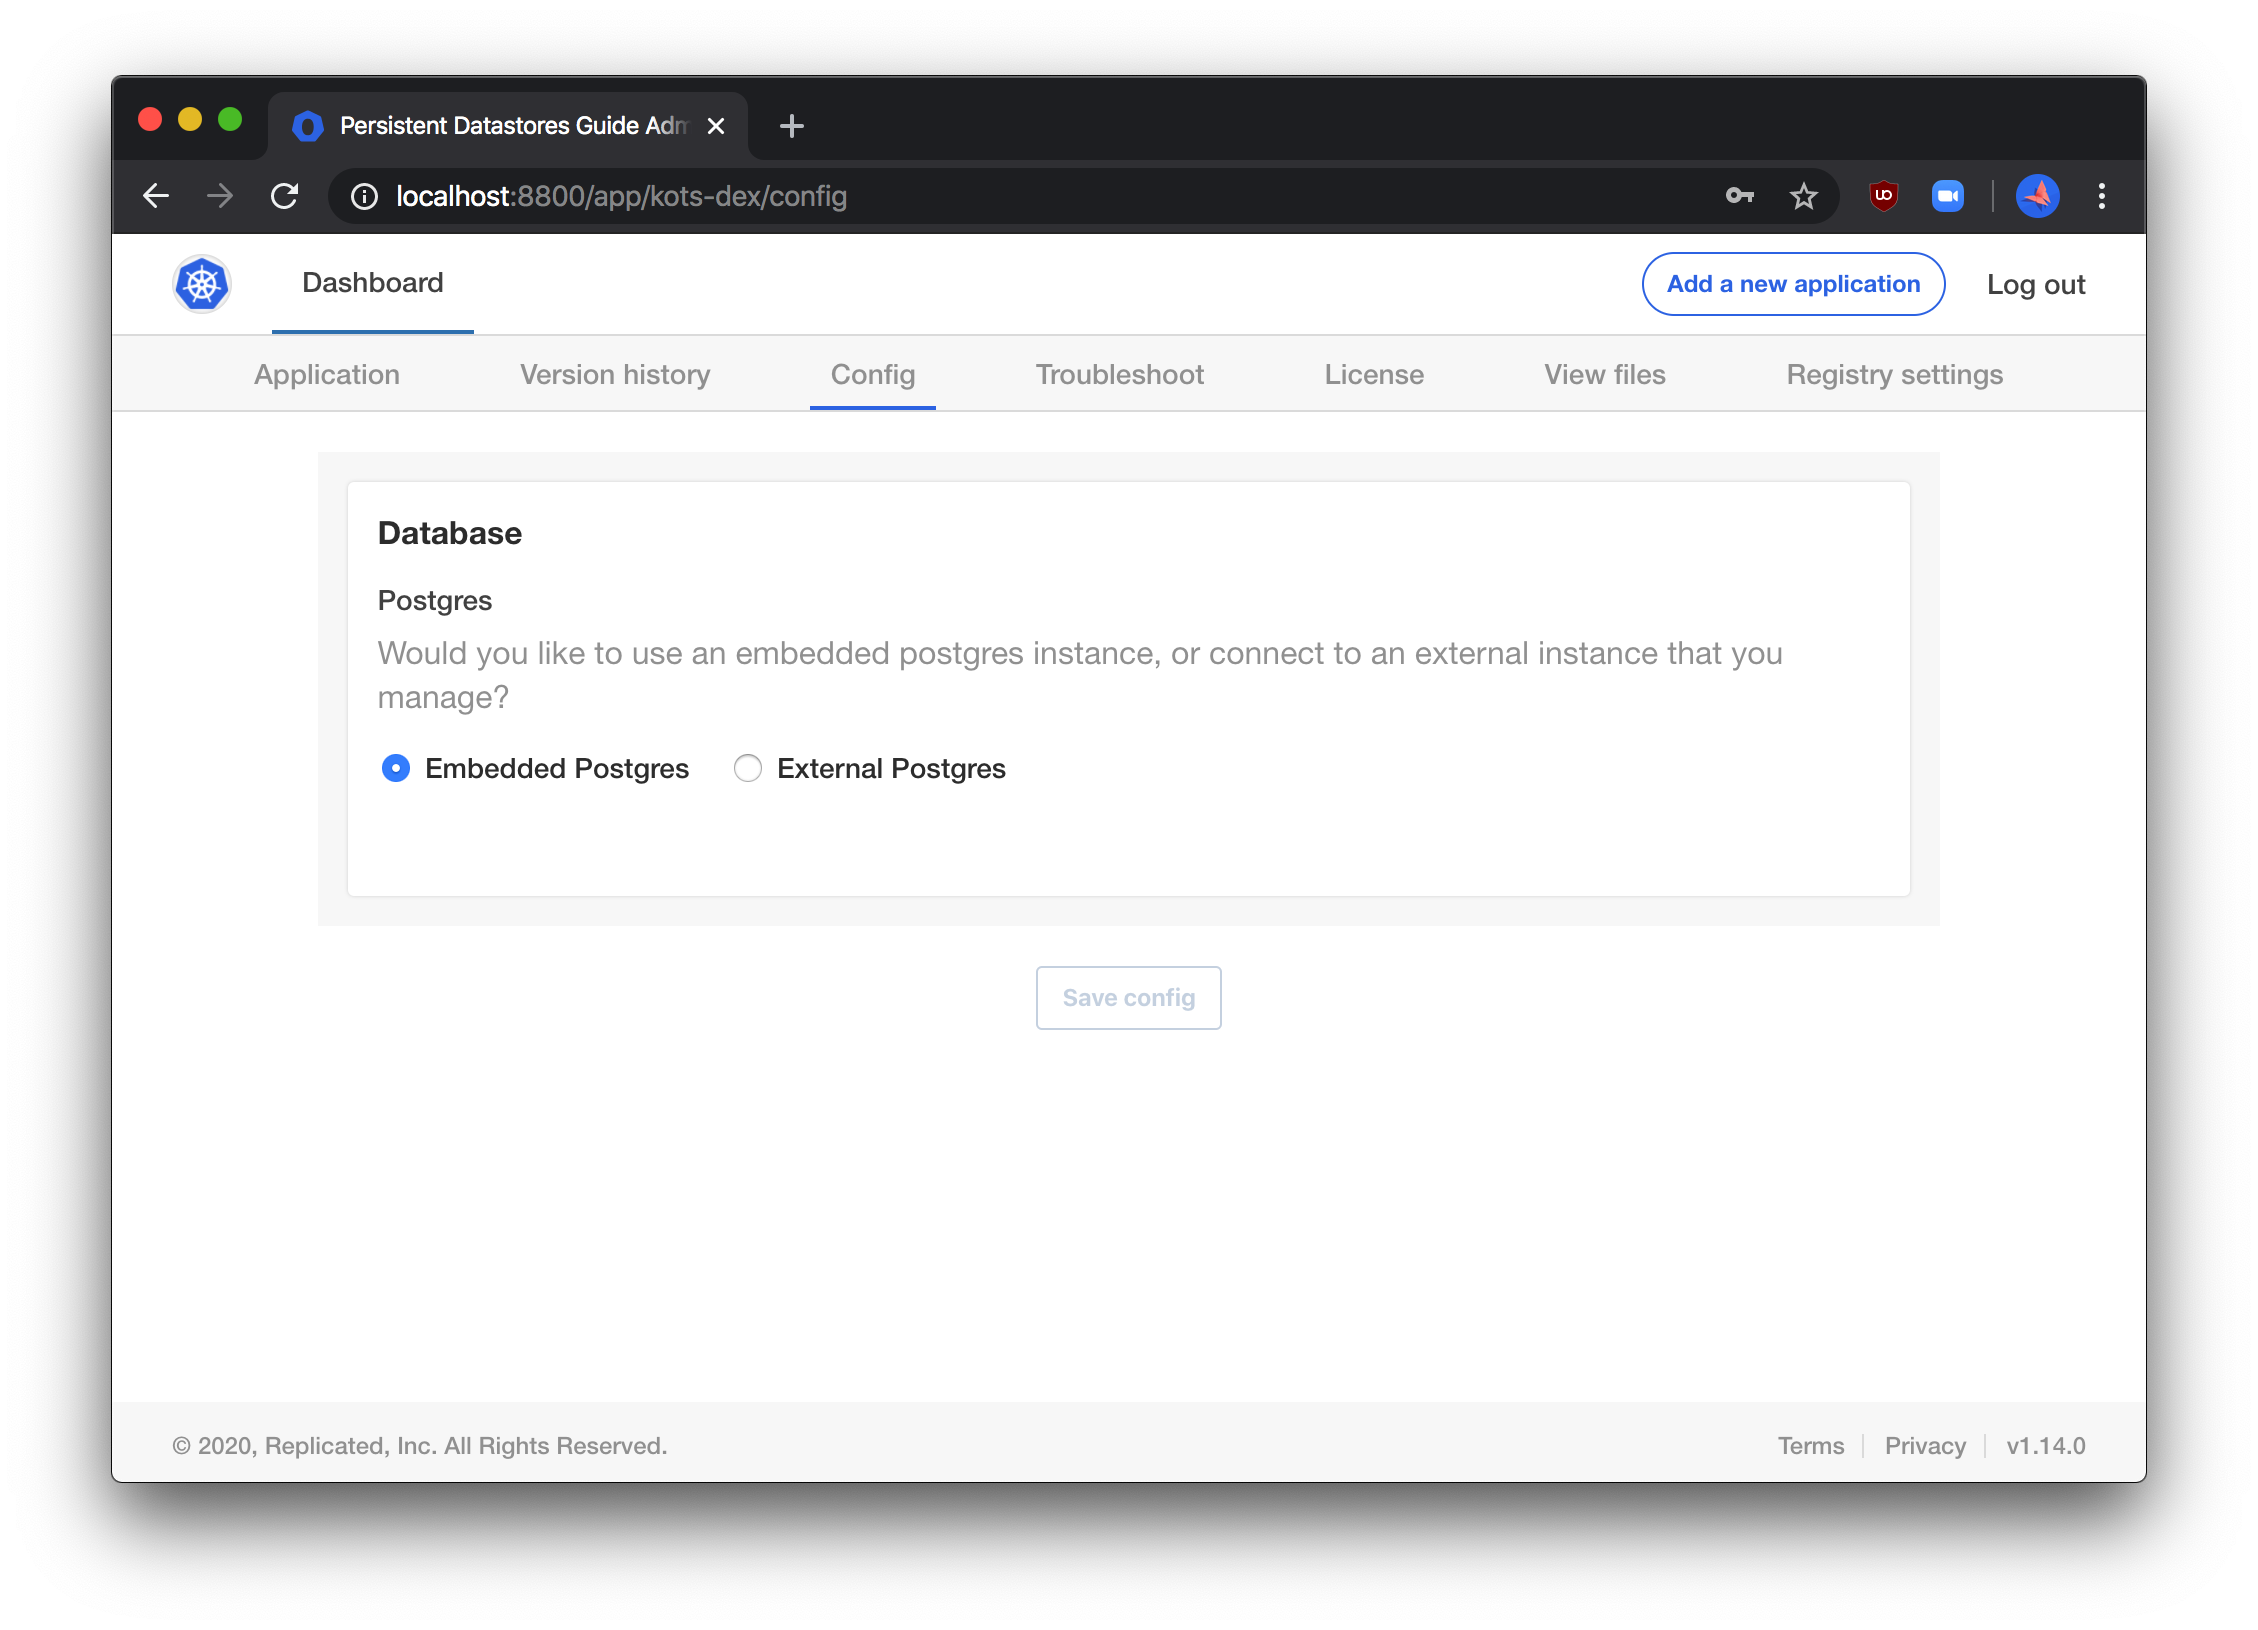 Persistent Datastores Guide Adm
localhost:8800/app/kots-dex/config
Dashboard
Add a new application
Log out
Application
Version history
Config
Troubleshoot
License
View files
Registry settings
Database
Postgres
Would you like to use an embedded postgres instance, or connect to an external instance that you
manage?
Embedded Postgres
External Postgres
Save config
© 2020, Replicated, Inc. All Rights Reserved.
Terms
Privacy
v1.14.0